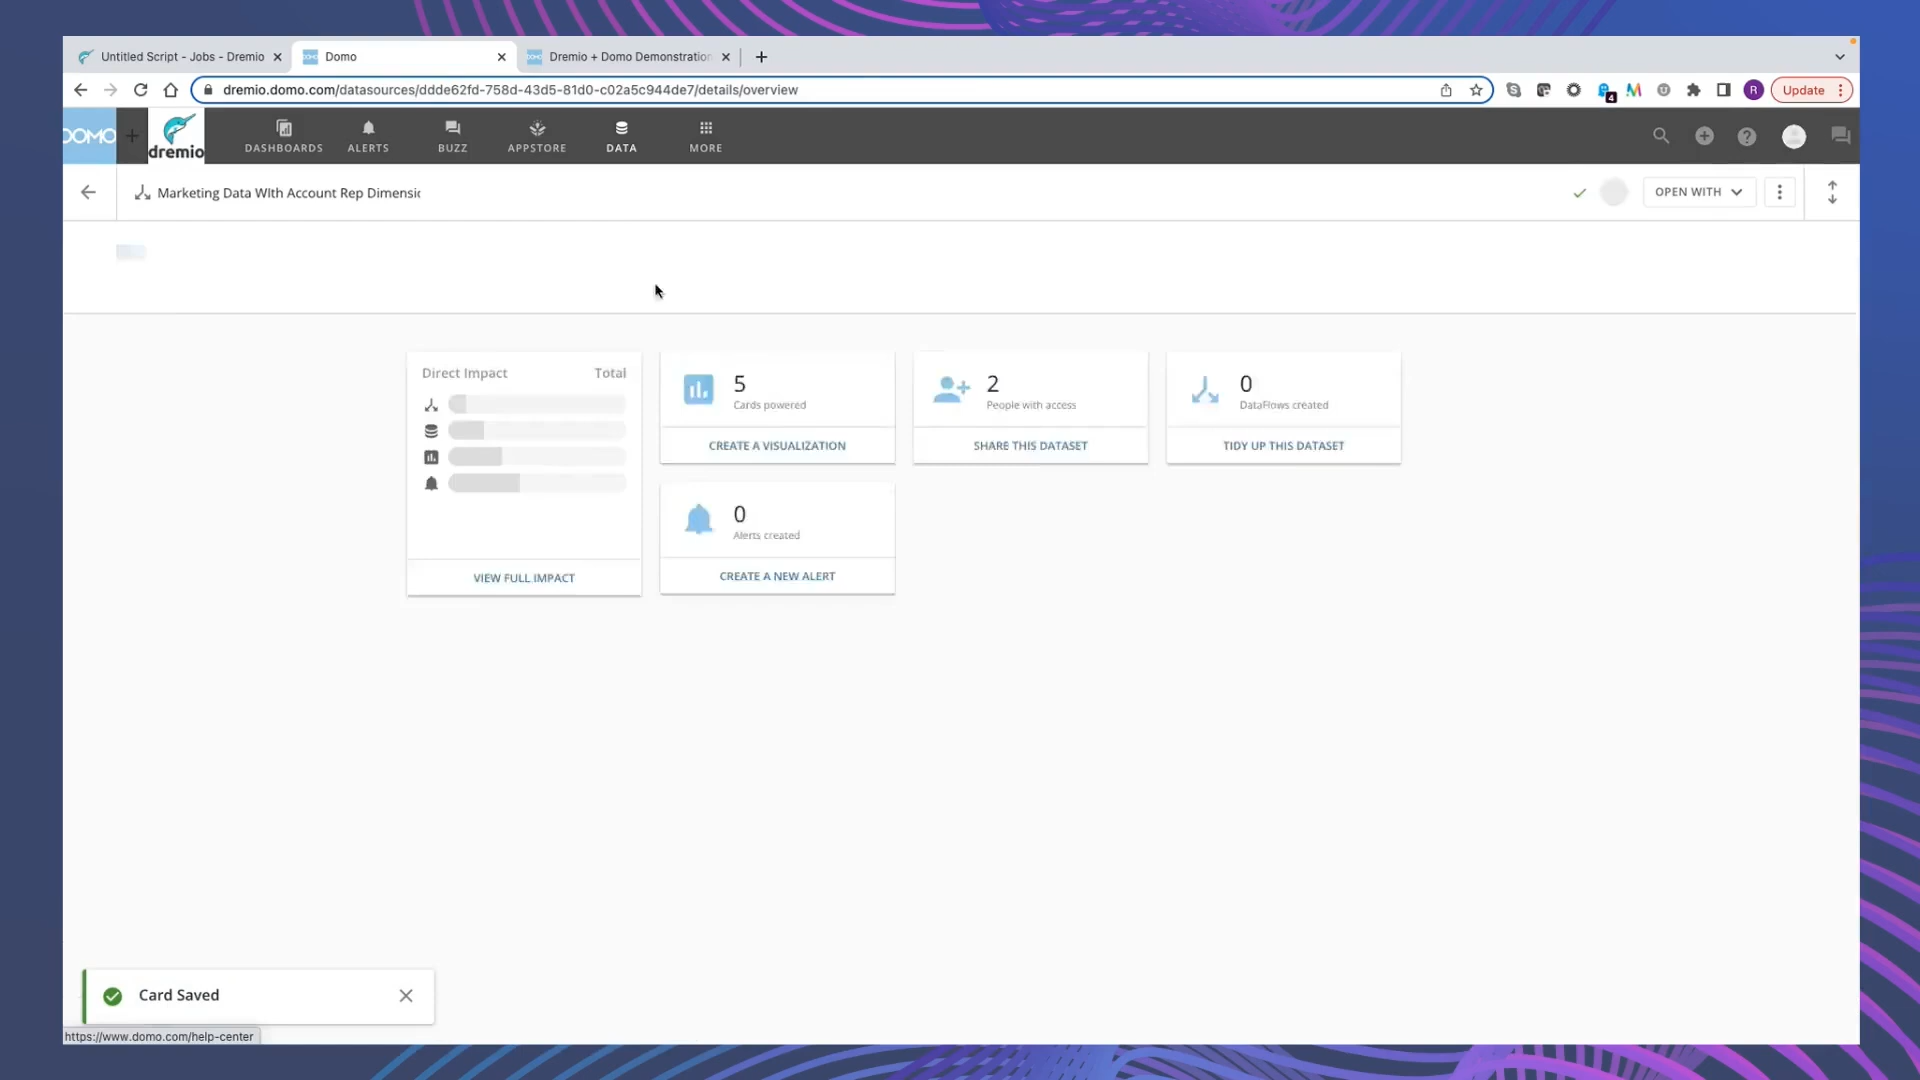 Untitled Script - Jobs - Dremio
Domo
Dremio + Domo Demonstration
dremio.domo.com/datasources/ddde62fd-758d-43d5-81d0-c02a5c944de7/details/overview
4
R
Update
DOMO
dremio
DASHBOARDS
ALERTS
BUZZ
APPSTORE
DATA
MORE
Marketing Data WIth Account Rep Dimensic
OPEN WITH
Direct Impact
Total
VIEW FULL IMPACT
5
Cards powered
CREATE A VISUALIZATION
2
People with access
SHARE THIS DATASET
0
DataFlows created
TIDY UP THIS DATASET
0
Alerts created
CREATE A NEW ALERT
Card Saved
https://www.domo.com/help-center